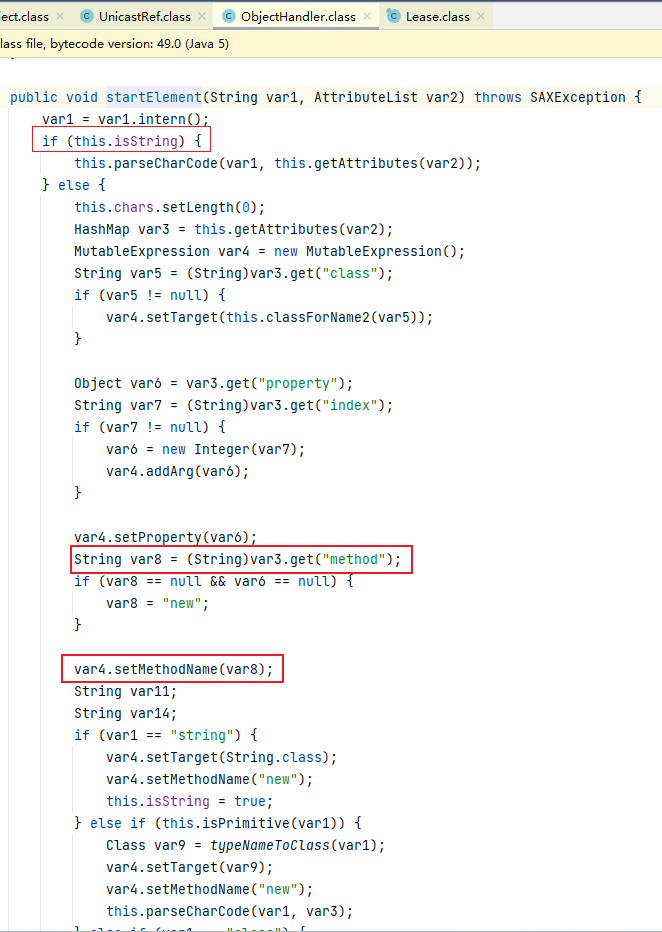 ject.class × UnicastRef.class × ObjectHandler.class × Lease.class ×
lass file, bytecode version: 49.0 (Java 5)
public void startElement(String var1, AttributeList var2) throws SAXException {
var1 = var1.intern();
if (this.isString) {
this.parseCharCode(var1, this.getAttributes(var2));
} else {
this.chars.setLength(0);
HashMap var3 = this.getAttributes(var2);
MutableExpression var4 = new MutableExpression();
String var5 = (String)var3.get("class");
if (var5 != null) {
var4.setTarget(this.classForName2(var5));
}
Object var6 = var3.get("property");
String var7 = (String)var3.get("index");
if (var7 != null) {
var6 = new Integer(var7);
var4.addArg(var6);
}
var4.setProperty(var6);
String var8 = (String)var3.get("method");
if (var8 == null && var6 == null) {
var8 = "new";
}
var4.setMethodName(var8);
String var11;
String var14;
if (var1 == "string") {
var4.setTarget(String.class);
var4.setMethodName("new");
this.isString = true;
} else if (this.isPrimitive(var1)) {
Class var9 = typeNameToClass(var1);
var4.setTarget(var9);
var4.setMethodName("new");
this.parseCharCode(var1, var3);
} else if (var1 == "class") {